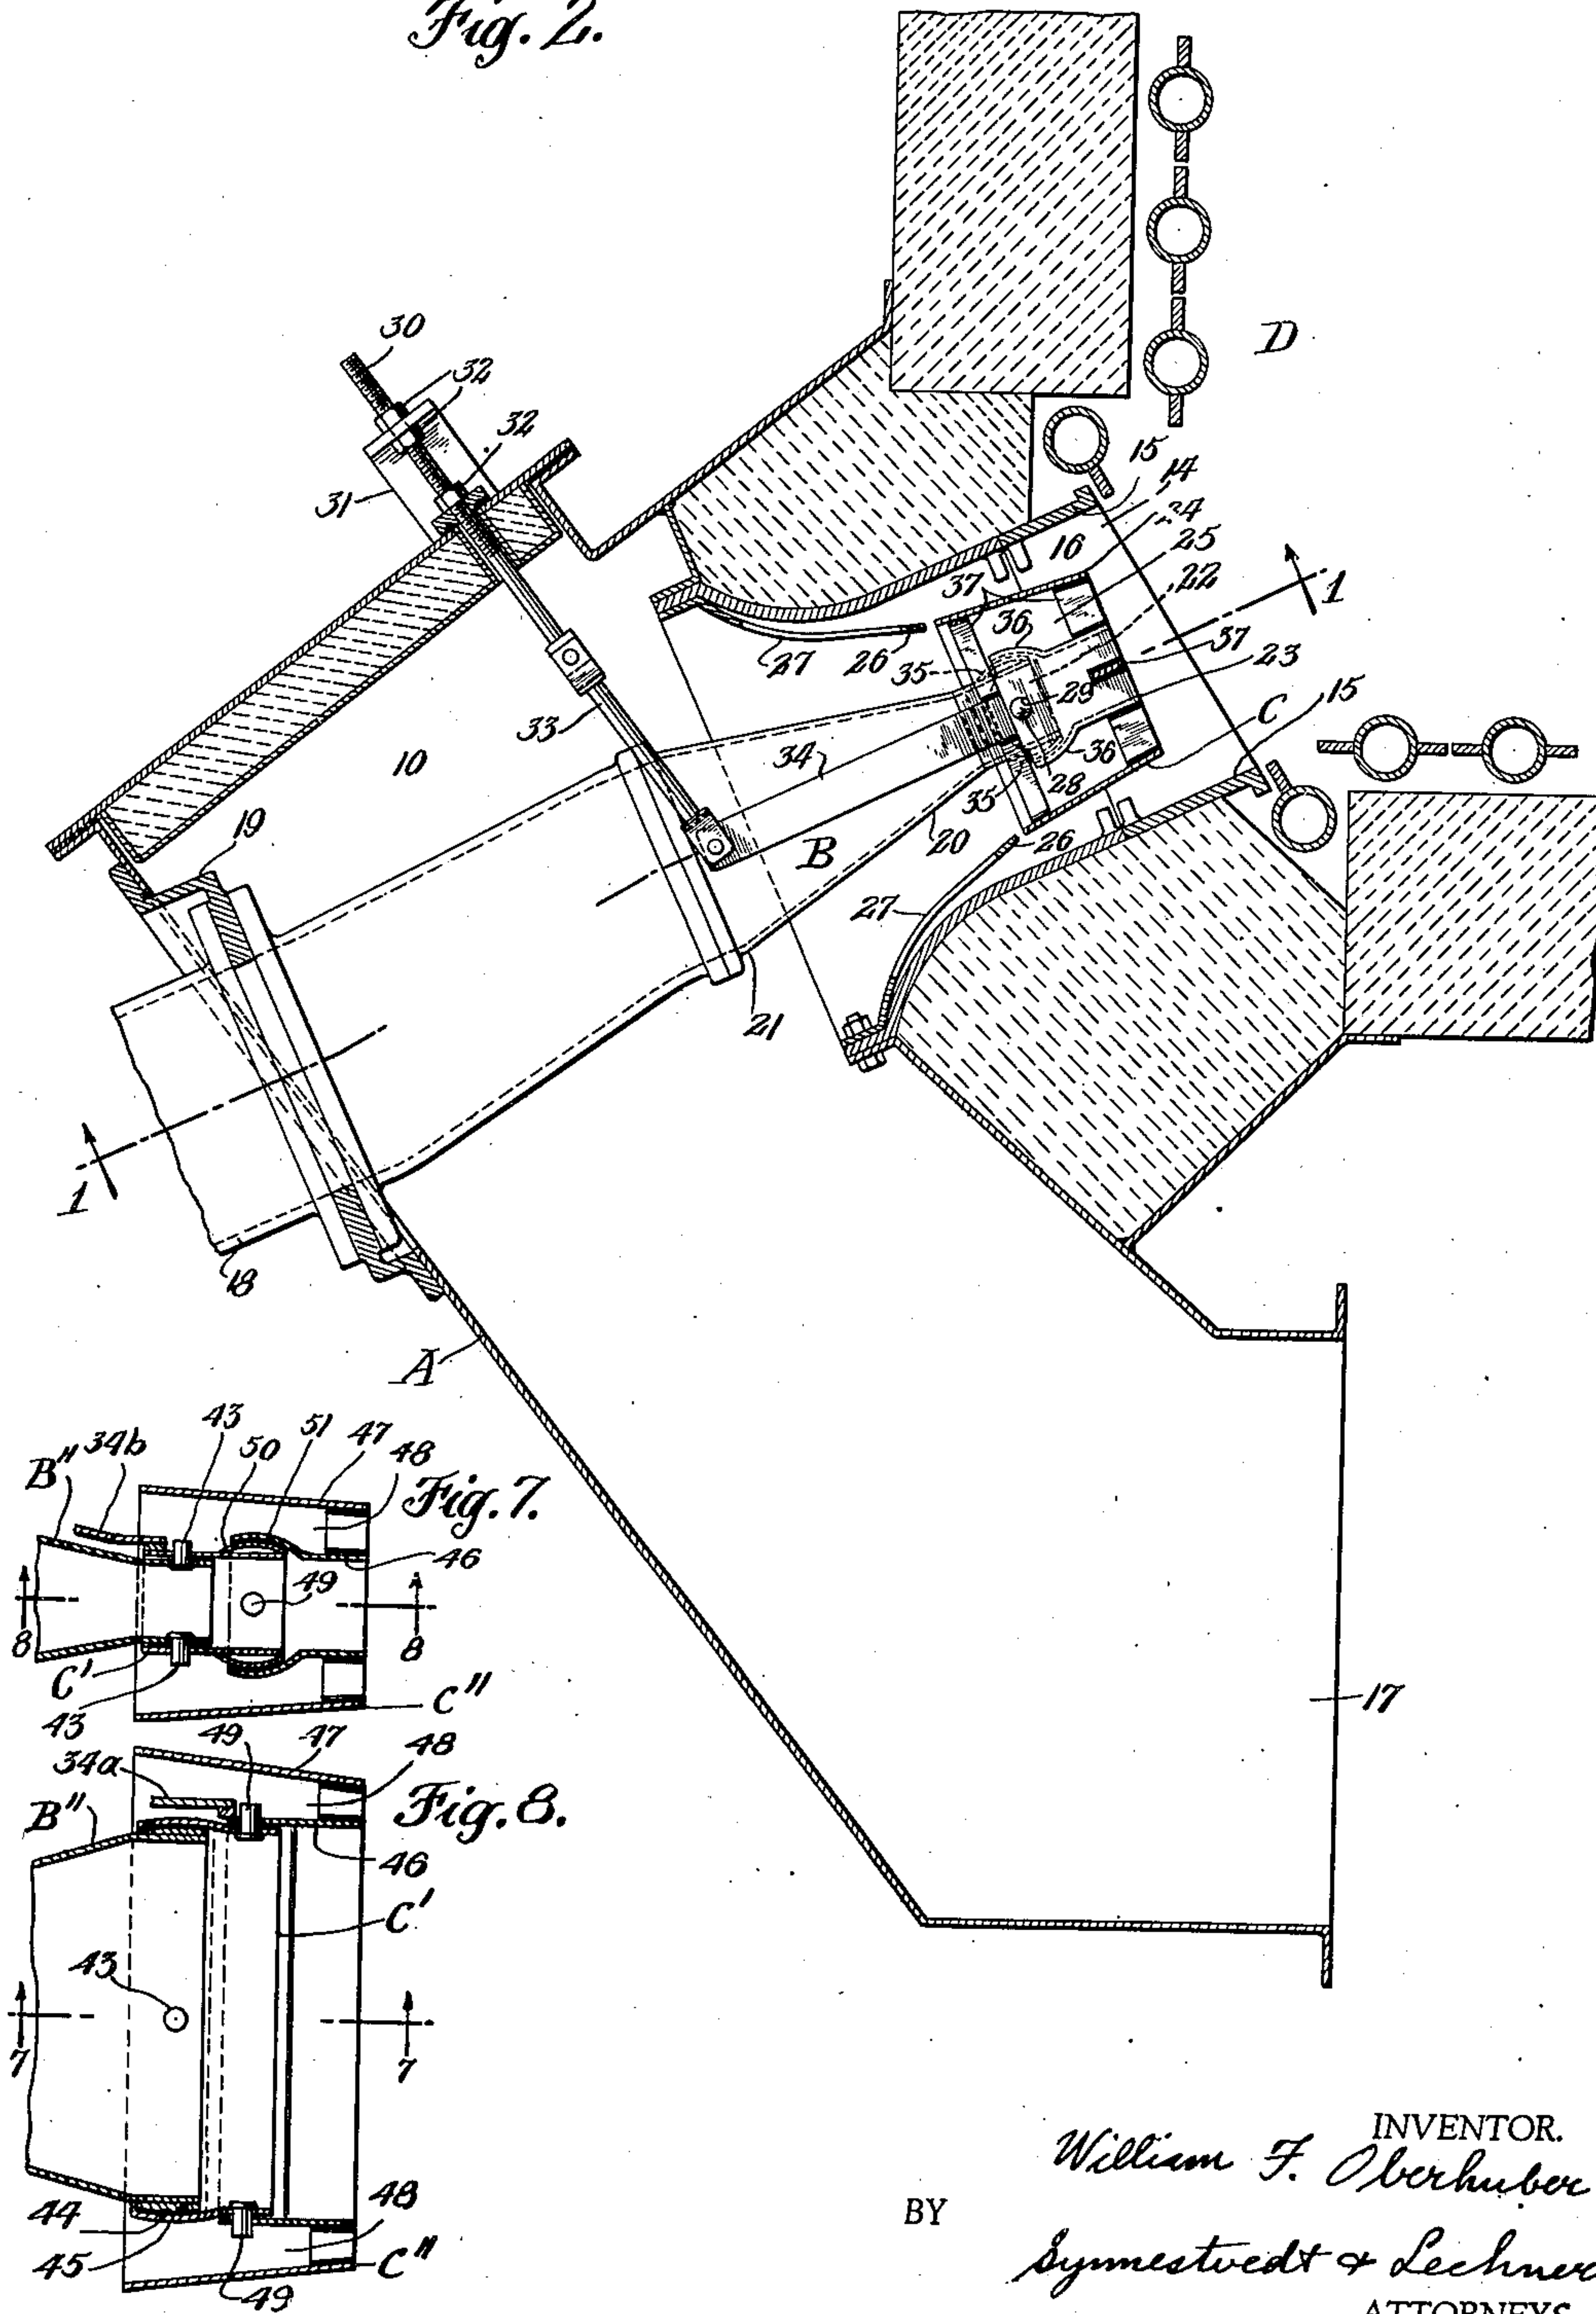 Fig. 2.
30
32
32
31
D
15
14
24
16
25
22
37
1
36
37
27
26
35
23
29
15
C
33
10
34
36
28
35
19
20
26
B
27
21
1
18
A
17
43
51
47
34b
50
48
B''
Fig. 7.
46
49
8
8
C'
C''
43
49
47
48
34a
Fig. 8.
B''
46
C'
43
7
7
44
48
45
C''
49
INVENTOR.
William F. Oberhuber
BY
Synnestvedt & Lechner
ATTORNEYS